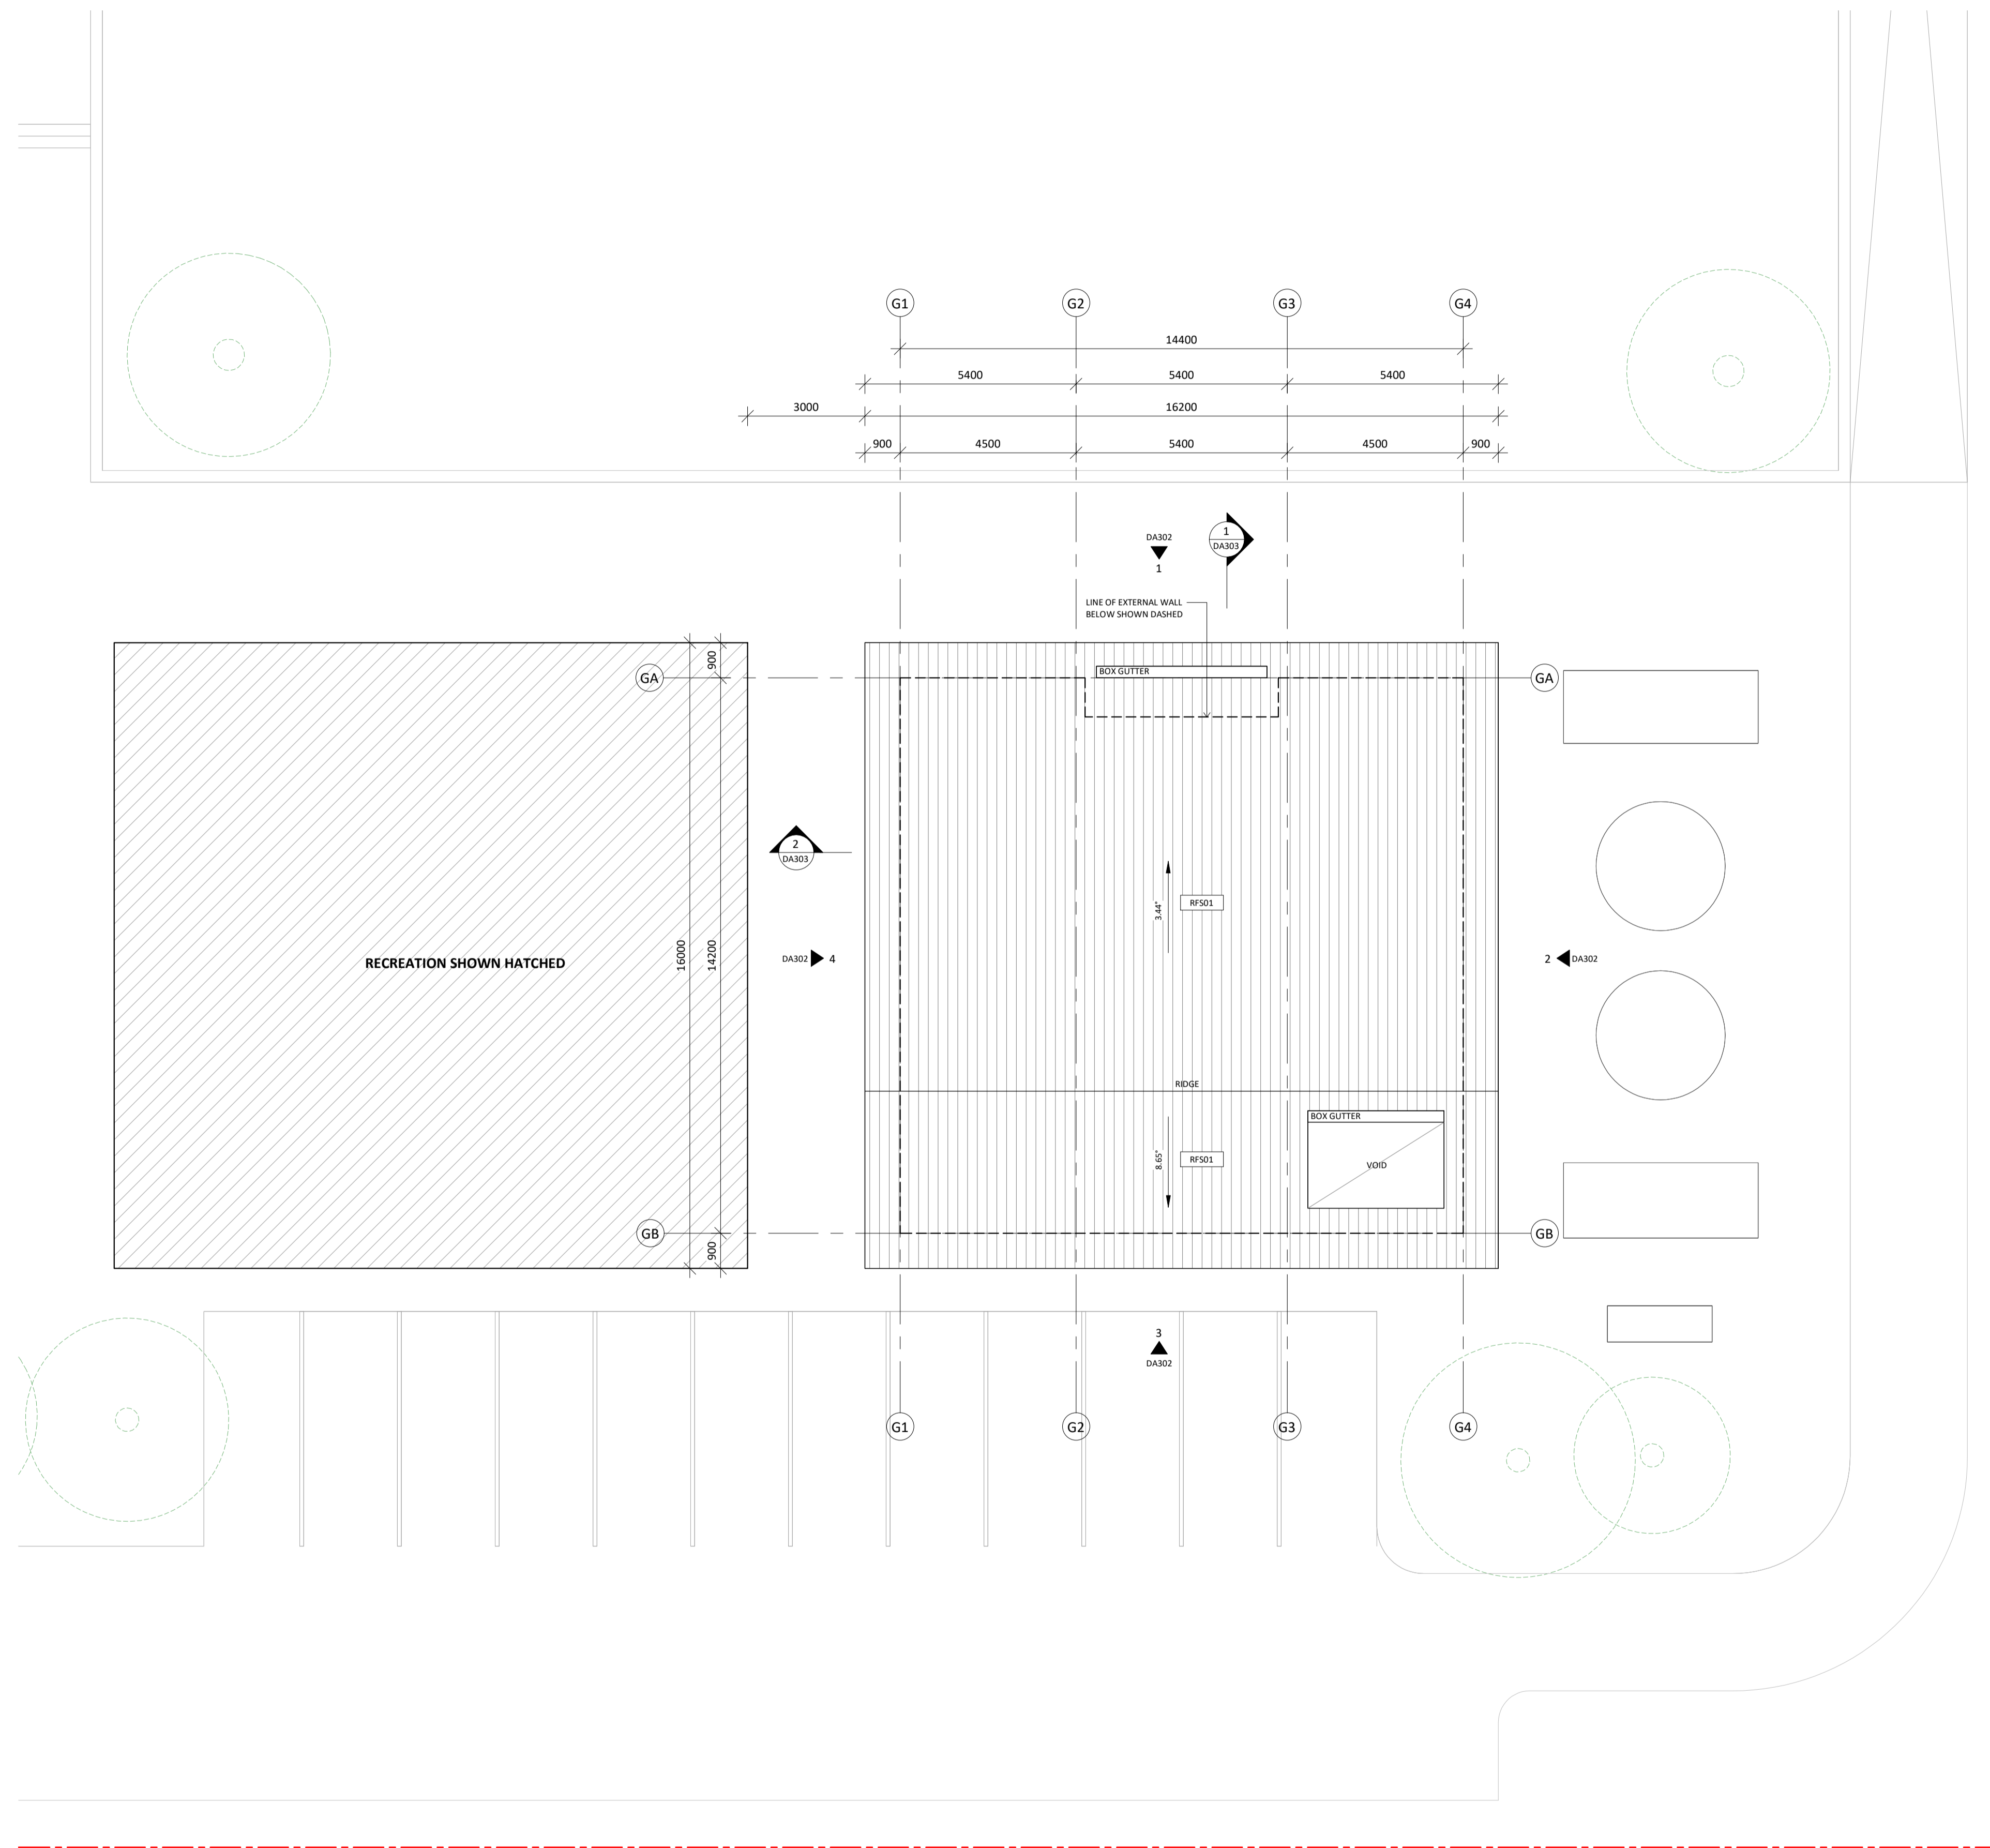 G1 G2 G3 G4
14400
5400 5400 5400
3000 16200
900 4500 5400 4500 900
DA302
1
1
DA303
LINE OF EXTERNAL WALL
BELOW SHOWN DASHED
900
GA
BOX GUTTER
GA
2
DA303
RFS01
3.44°
RECREATION SHOWN HATCHED
16000
14200
DA302 4
2 DA302
RIDGE
BOX GUTTER
VOID
8.65°
RFS01
GB
900
GB
3
DA302
G1 G2 G3 G4